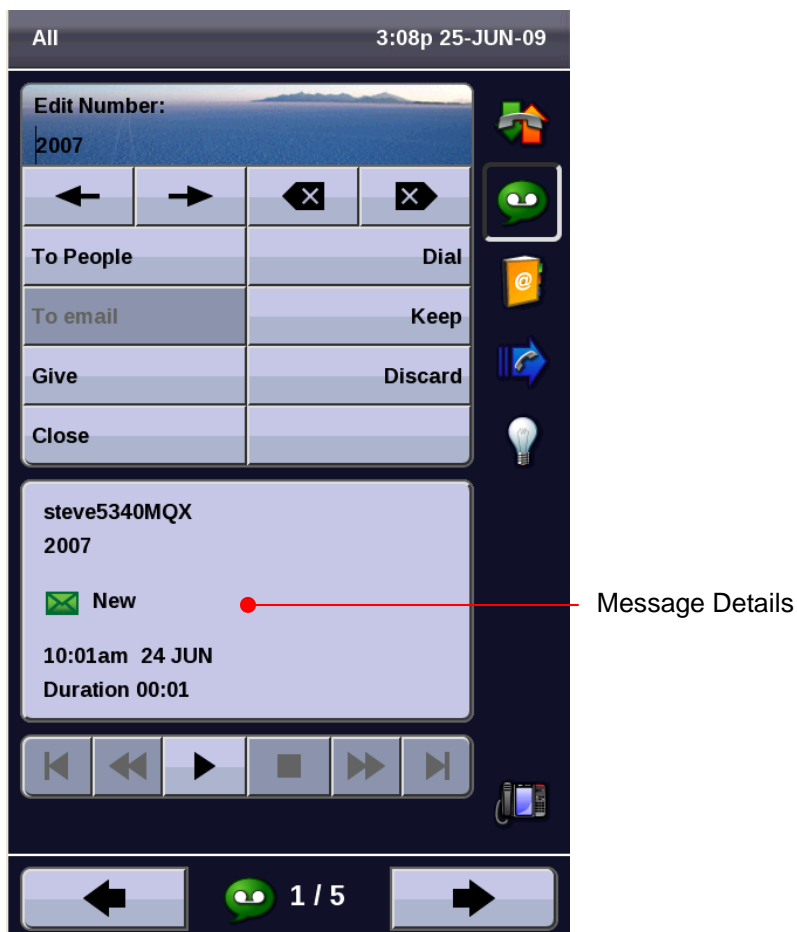 All 3:08p 25-JUN-09
Edit Number:
2007
To People Dial
To email Keep
Give Discard
Close
steve5340MQX
2007
New
Message Details
10:01am 24 JUN
Duration 00:01
1 / 5